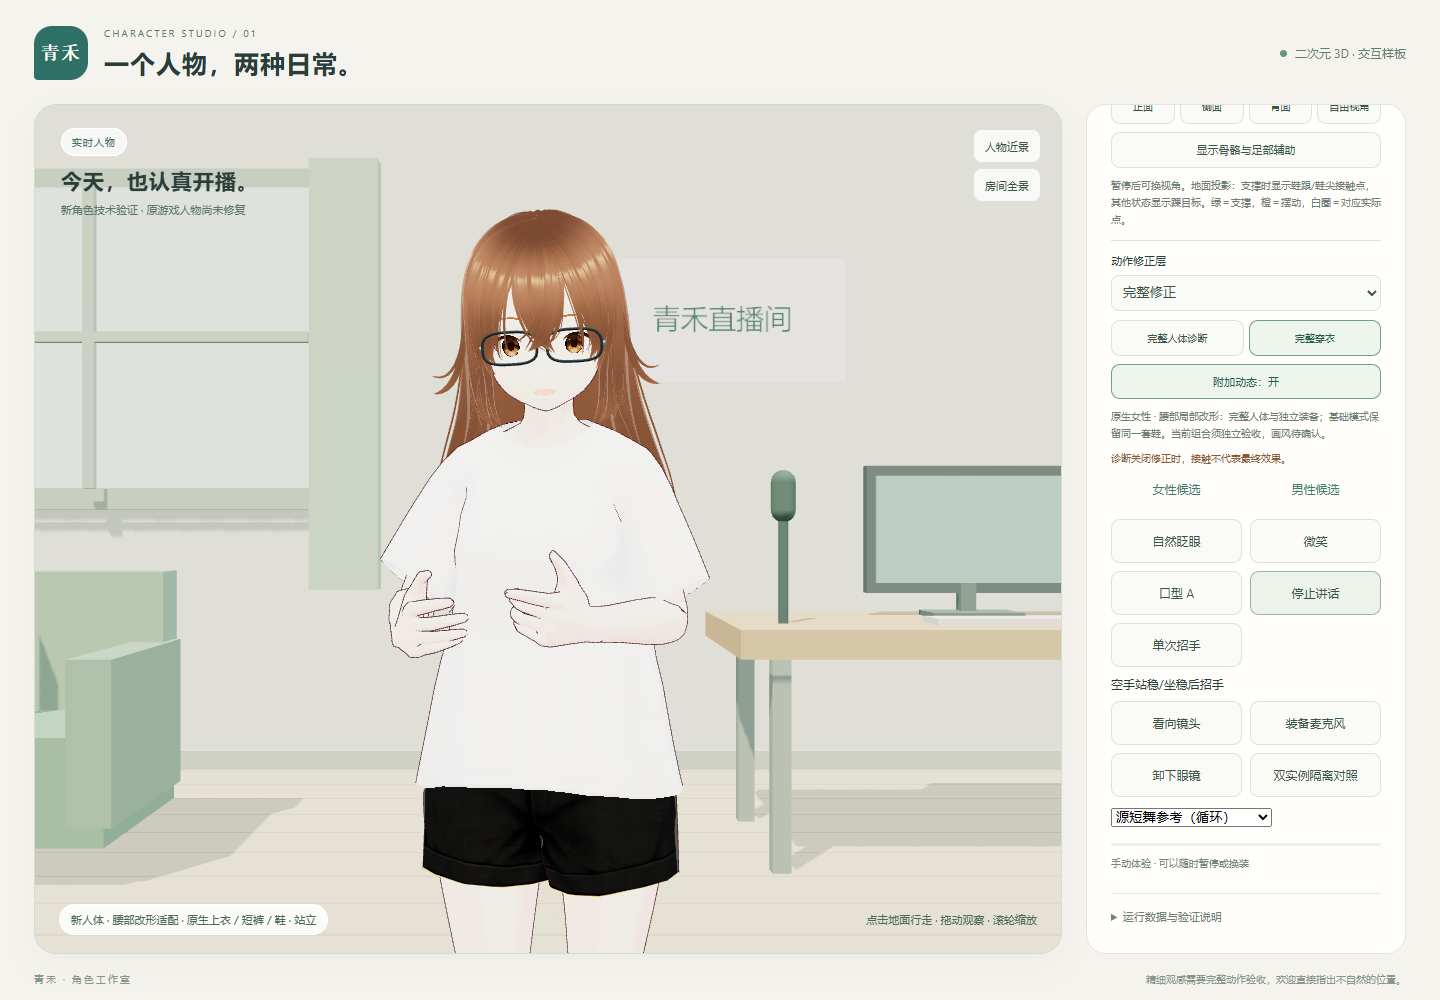 青禾
CHARACTER STUDIO / 01
一个人物，两种日常。
二次元 3D · 交互样板
实时人物
今天，也认真开播。
新角色技术验证 · 原游戏人物尚未修复
人物近景
房间全景
青禾直播间
新人体 · 腰部改形适配 · 原生上衣 / 短裤 / 鞋 · 站立
点击地面行走 · 拖动观察 · 滚轮缩放
正面
侧面
背面
自由视角
显示骨骼与足部辅助
暂停后可换视角。地面投影：支撑时显示鞋跟/鞋尖接触点，
其他状态显示踝目标。绿＝支撑，橙＝摆动，白圈＝对应实际
点。
动作修正层
完整修正
完整人体诊断
完整穿衣
附加动态：开
原生女性 · 腰部局部改形：完整人体与独立装备；基础模式保
留同一套鞋。当前组合须独立验收，画风待确认。
诊断关闭修正时，接触不代表最终效果。
女性候选
男性候选
自然眨眼
微笑
口型 A
停止讲话
单次招手
空手站稳/坐稳后招手
看向镜头
装备麦克风
卸下眼镜
双实例隔离对照
源短舞参考（循环）
手动体验 · 可以随时暂停或换装
运行数据与验证说明
青禾 · 角色工作室
精细观感需要完整动作验收，欢迎直接指出不自然的位置。